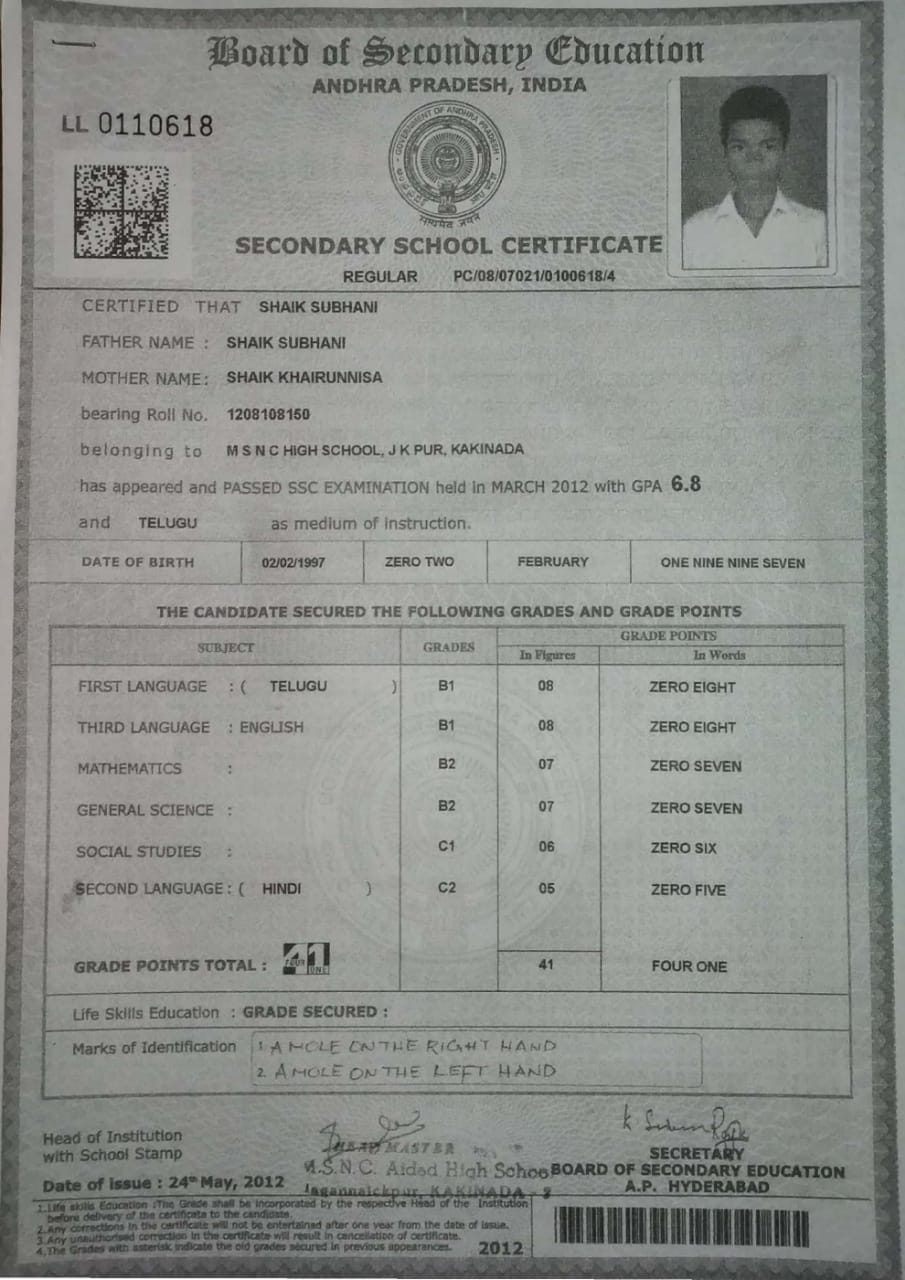 Board of Secondary Education
ANDHRA PRADESH, INDIA
LL 0110618
GOVERNMENT OF ANDHRA PRADESH
सत्यमेव जयते
SECONDARY SCHOOL CERTIFICATE
REGULAR PC/08/07021/0100618/4
CERTIFIED THAT SHAIK SUBHANI
FATHER NAME : SHAIK SUBHANI
MOTHER NAME: SHAIK KHAIRUNNISA
bearing Roll No. 1208108150
belonging to M S N C HIGH SCHOOL, J K PUR, KAKINADA
has appeared and PASSED SSC EXAMINATION held in MARCH 2012 with GPA 6.8
and TELUGU as medium of instruction.
DATE OF BIRTH 02/02/1997 ZERO TWO FEBRUARY ONE NINE NINE SEVEN
THE CANDIDATE SECURED THE FOLLOWING GRADES AND GRADE POINTS
SUBJECT GRADES GRADE POINTS
In Figures In Words
FIRST LANGUAGE : ( TELUGU ) B1 08 ZERO EIGHT
THIRD LANGUAGE : ENGLISH B1 08 ZERO EIGHT
MATHEMATICS : B2 07 ZERO SEVEN
GENERAL SCIENCE : B2 07 ZERO SEVEN
SOCIAL STUDIES : C1 06 ZERO SIX
SECOND LANGUAGE : ( HINDI ) C2 05 ZERO FIVE
GRADE POINTS TOTAL : 41 FOUR ONE 41 FOUR ONE
Life Skills Education : GRADE SECURED :
Marks of Identification 1 A MOLE ON THE RIGHT HAND
2. A MOLE ON THE LEFT HAND
Head of Institution
with School Stamp
HEAD MASTER
M.S.N.C. Aided High School
Jagannaickpur, KAKINADA - 
SECRETARY
BOARD OF SECONDARY EDUCATION
A.P. HYDERABAD
Date of Issue : 24th May, 2012
1.Life skills Education :The Grade shall be incorporated by the respective Head of the Institution
before delivery of the certificate to the candidate.
2.Any corrections in the certificate will not be entertained after one year from the date of issue.
3.Any unauthorised correction in the certificate will result in cancellation of certificate.
4.The Grades with asterisk indicate the old grades secured in previous appearances.
2012